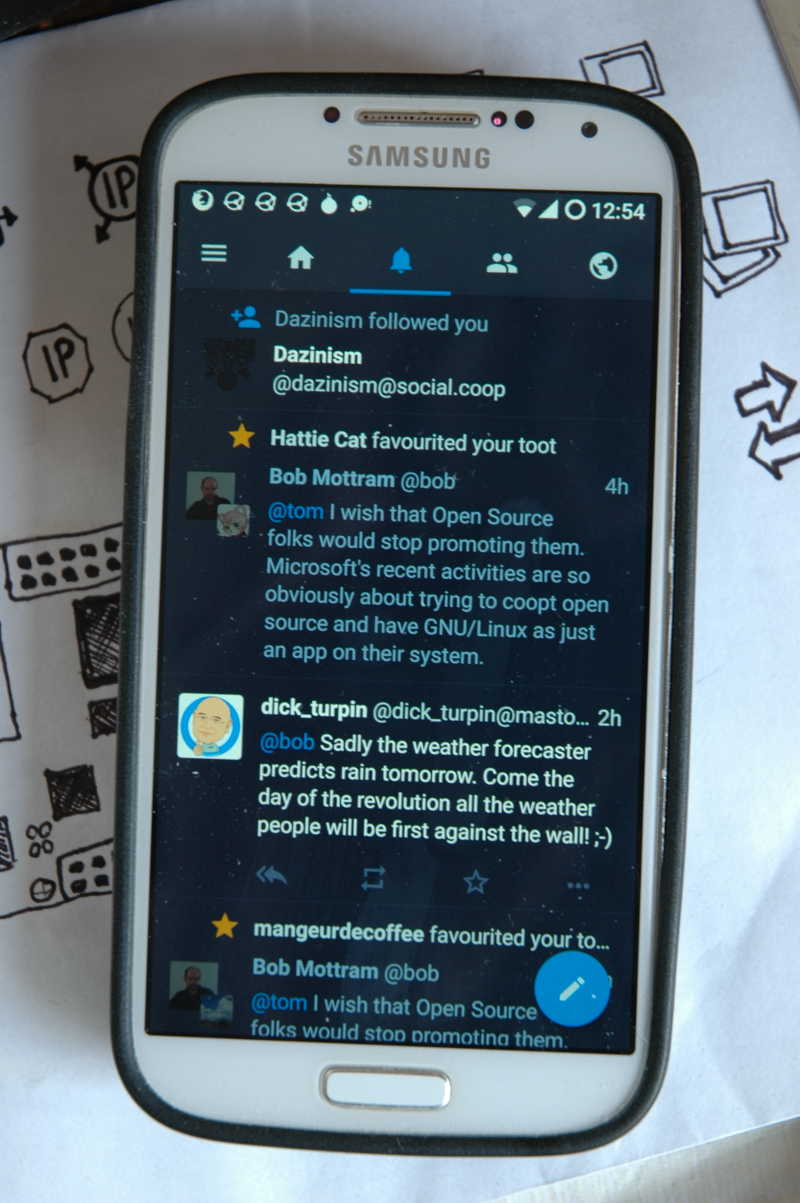 SAMSUNG
12:54
IP
IP
Dazinism followed you
Dazinism
@dazinism@social.coop
Hattie Cat favourited your toot
Bob Mottram @bob
4h
@tom I wish that Open Source
folks would stop promoting them.
Microsoft's recent activities are so
obviously about trying to coopt open
source and have GNU/Linux as just
an app on their system.
dick_turpin @dick_turpin@masto... 2h
@bob Sadly the weather forecaster
predicts rain tomorrow. Come the
day of the revolution all the weather
people will be first against the wall! ;-)
mangeurdecoffee favourited your to...
Bob Mottram @bob
@tom I wish that Open Source
folks would stop promoting them.